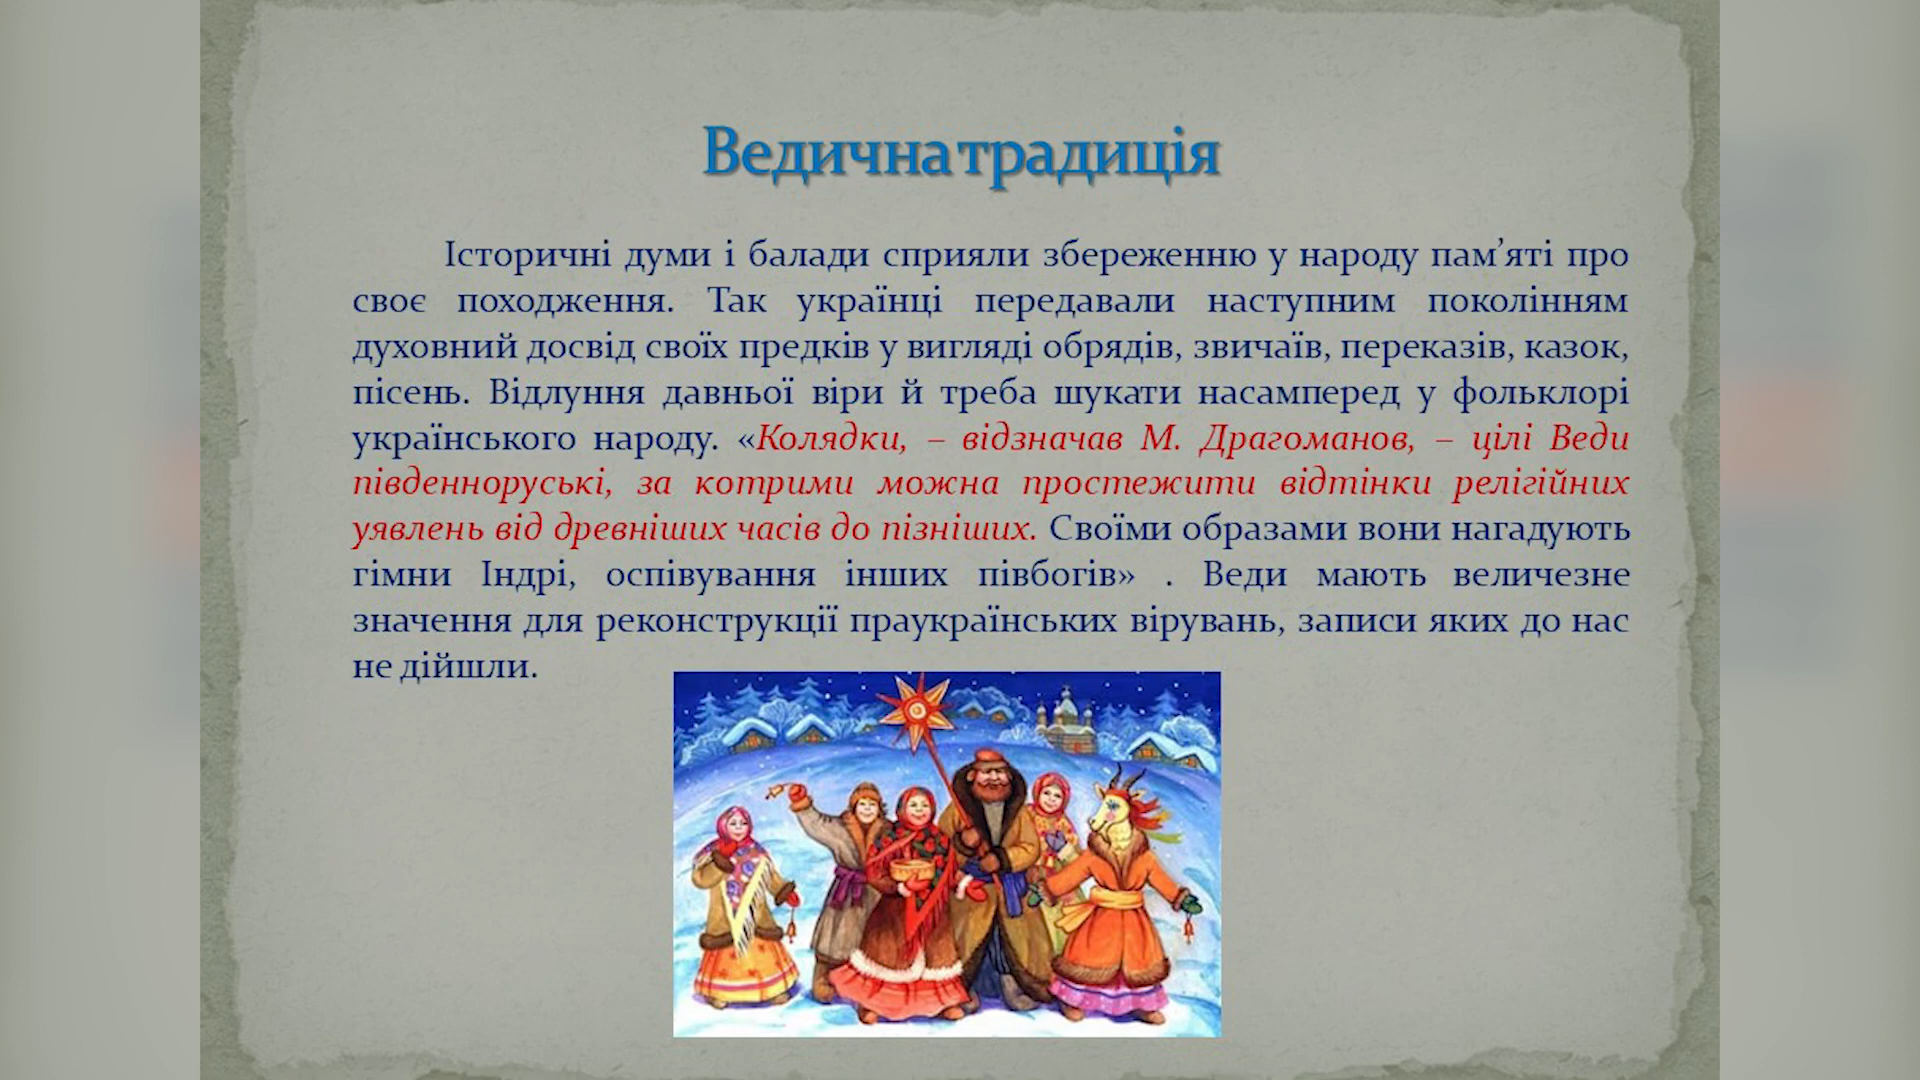 Ведична традиція
Історичні думи і балади сприяли збереженню у народу пам’яті про
своє походження. Так українці передавали наступним поколінням
духовний досвід своїх предків у вигляді обрядів, звичаїв, переказів, казок,
пісень. Відлуння давньої віри й треба шукати насамперед у фольклорі
українського народу. «Колядки, – відзначав М. Драгоманов, – цілі Веди
південноруські, за котрими можна простежити відтінки релігійних
уявлень від древніших часів до пізніших. Своїми образами вони нагадують
гімни Індрі, оспівування інших півбогів» . Веди мають величезне
значення для реконструкції праукраїнських вірувань, записи яких до нас
не дійшли.